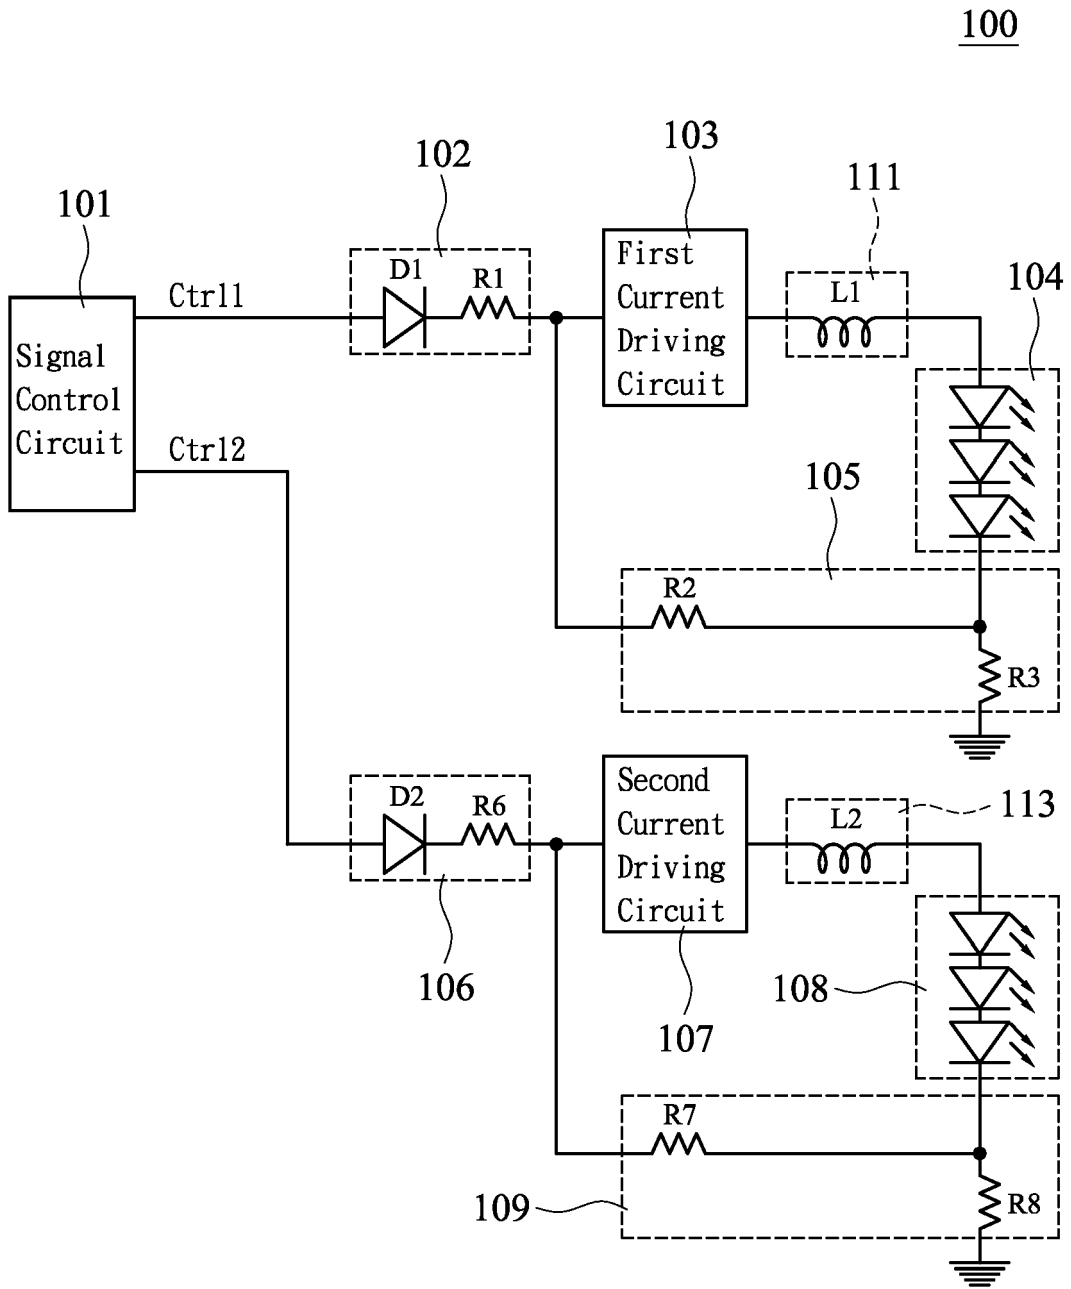 100
103
102
111
101
104
D1
R1
First
Current
Driving
Circuit
L1
Ctrl1
Signal
Control
Circuit
Ctrl2
105
R2
R3
D2
R6
Second
Current
Driving
Circuit
L2
113
106
108
107
R7
109
R8